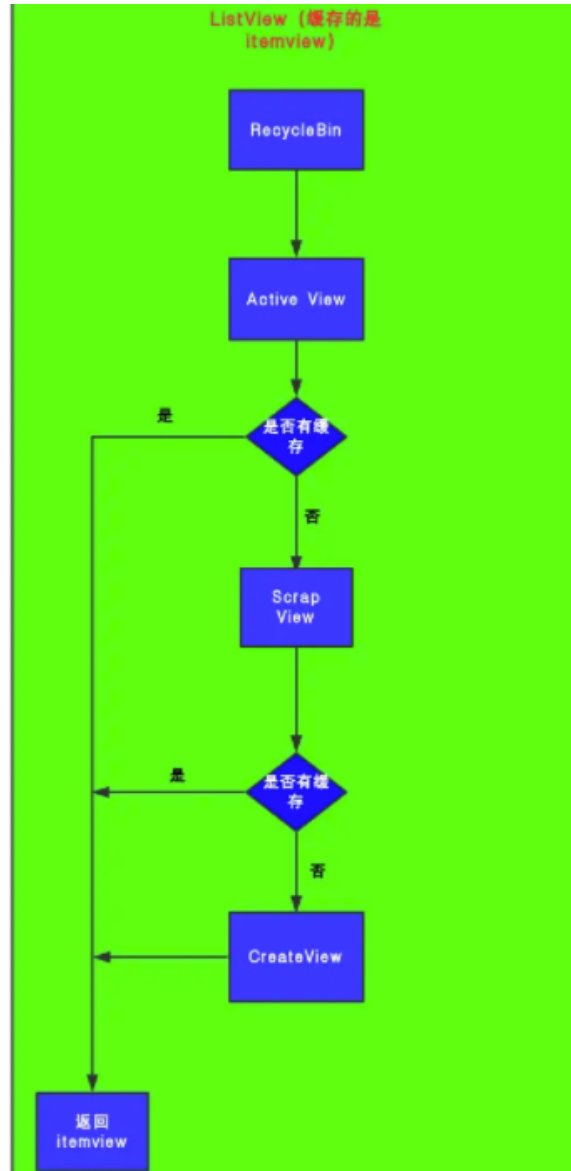 ListView（缓存的是
itemview）
RecycleBin
Active View
是否有缓
存
是
否
Scrap
View
是否有缓
存
是
否
CreateView
返回
itemview